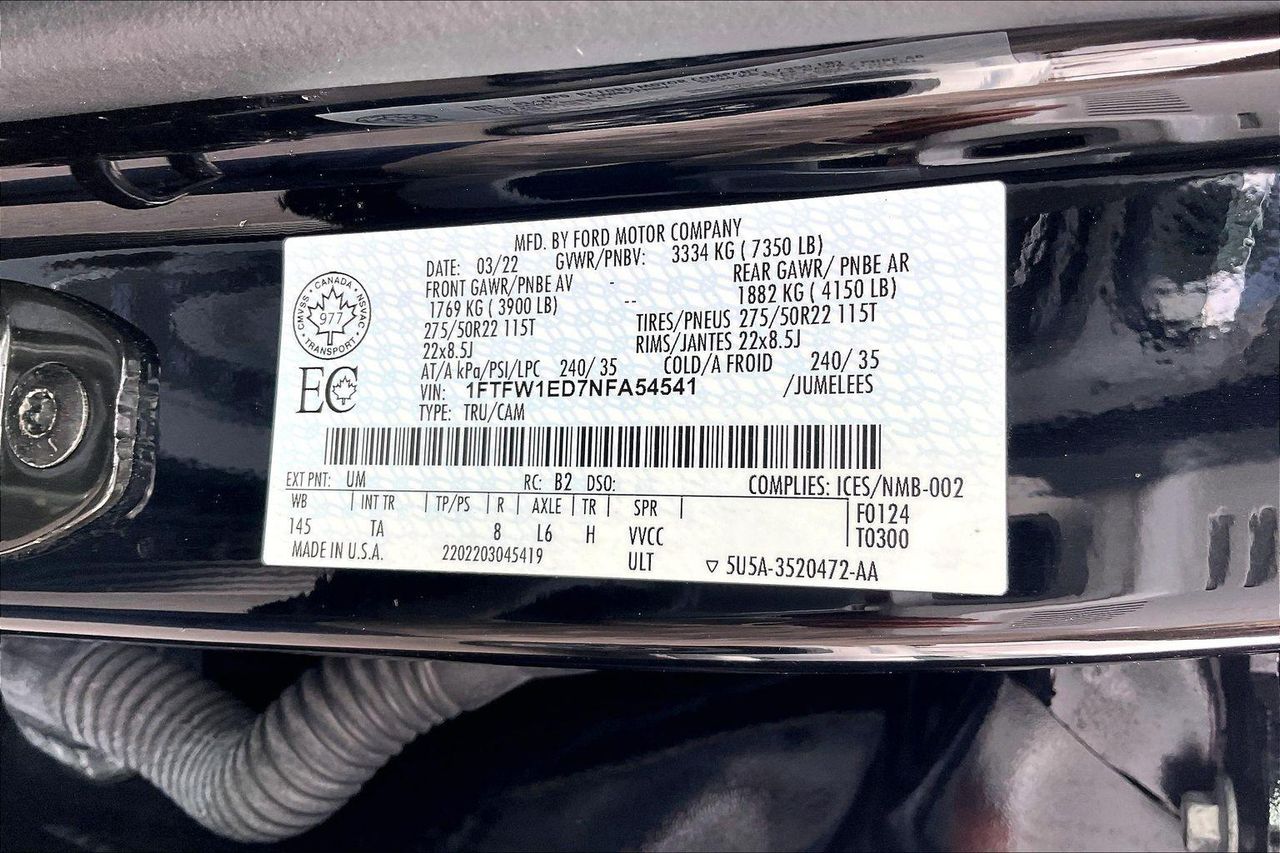 MFD. BY FORD MOTOR COMPANY
DATE: 03/22 GVWR/PNBV: 3334 KG ( 7350 LB)
FRONT GAWR/PNBE AV - REAR GAWR/ PNBE AR
1769 KG ( 3900 LB) -- 1882 KG ( 4150 LB)
275/50R22 115T TIRES/PNEUS 275/50R22 115T
22x8.5J RIMS/JANTES 22x8.5J
AT/A kPa/PSI/LPC 240/ 35 COLD/A FROID 240/ 35
VIN: 1FTFW1ED7NFA54541 /JUMELEES
TYPE: TRU/CAM
CANADA
CMVSS • NSVAC
977
TRANSPORT
EC
EXT PNT: UM RC: B2 DSO: COMPLIES: ICES/NMB-002
WB | INT TR | TP/PS | R | AXLE | TR | SPR | F0124
145 TA 8 L6 H VVCC T0300
MADE IN U.S.A. 2202203045419 ULT ▽ 5U5A-3520472-AA